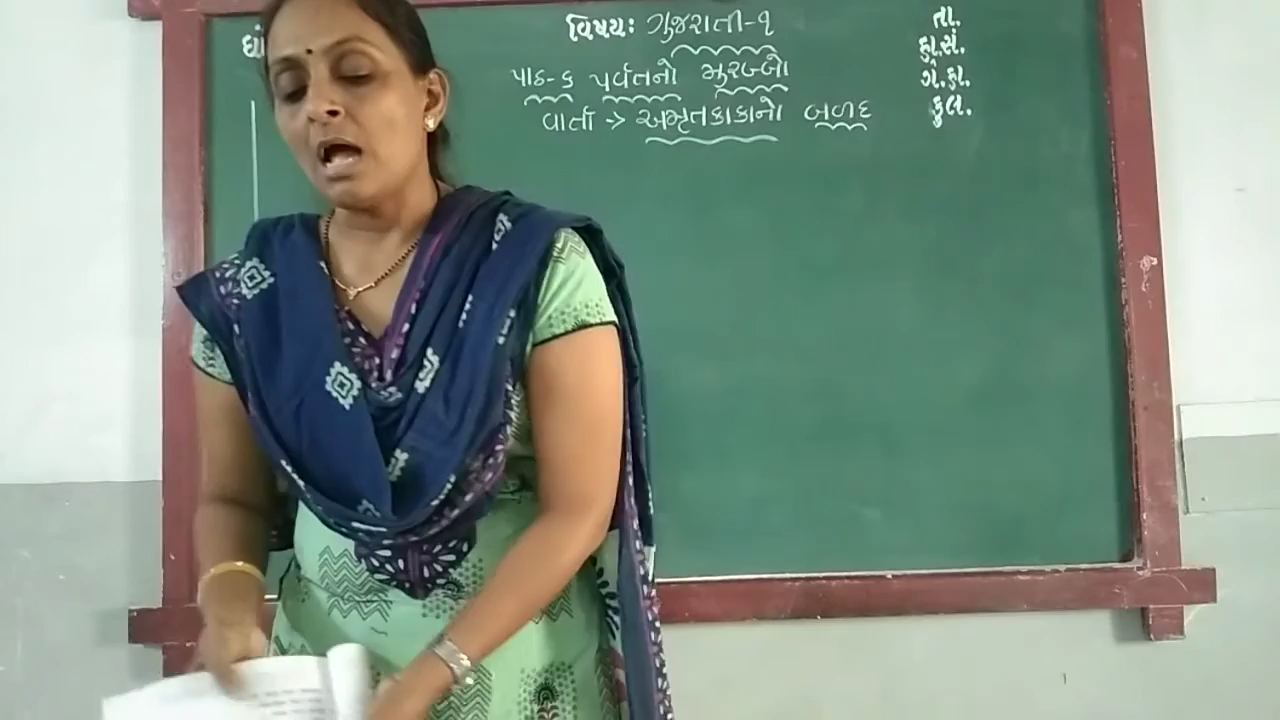 વિષયઃ ગુજરાતી-૧
પાઠ-૬ પર્વતનો મુરબ્બો
વાર્તા → અમૃતકાકાનો બળદ
તા.
હા.સં.
ગે.હા.
કુલ.